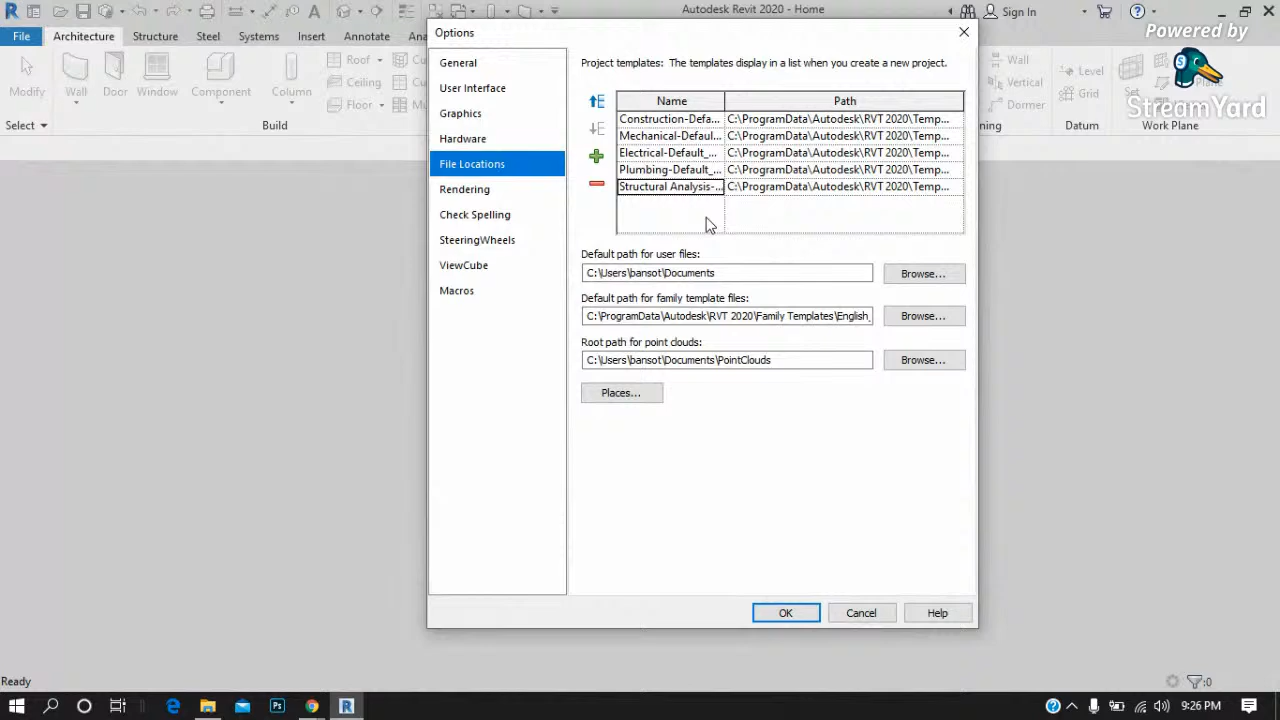 Autodesk Revit 2020 - Home
Sign In
File
Architecture
Structure
Steel
Systems
Insert
Annotate
Powered by
StreamYard
Modify
Wall
Door
Window
Component
Column
Roof
Floor
Wall
Vertical
Dormer
Level
Grid
Select
Build
Datum
Work Plane
Options
General
User Interface
Graphics
Hardware
File Locations
Rendering
Check Spelling
SteeringWheels
ViewCube
Macros
Project templates: The templates display in a list when you create a new project.
Name Path
Construction-Defa... C:\ProgramData\Autodesk\RVT 2020\Temp...
Mechanical-Defaul... C:\ProgramData\Autodesk\RVT 2020\Temp...
Electrical-Default_... C:\ProgramData\Autodesk\RVT 2020\Temp...
Plumbing-Default_... C:\ProgramData\Autodesk\RVT 2020\Temp...
Structural Analysis-... C:\ProgramData\Autodesk\RVT 2020\Temp...
Default path for user files:
C:\Users\bansot\Documents
Browse...
Default path for family template files:
C:\ProgramData\Autodesk\RVT 2020\Family Templates\English_
Browse...
Root path for point clouds:
C:\Users\bansot\Documents\PointClouds
Browse...
Places...
OK
Cancel
Help
Ready
:0
9:26 PM